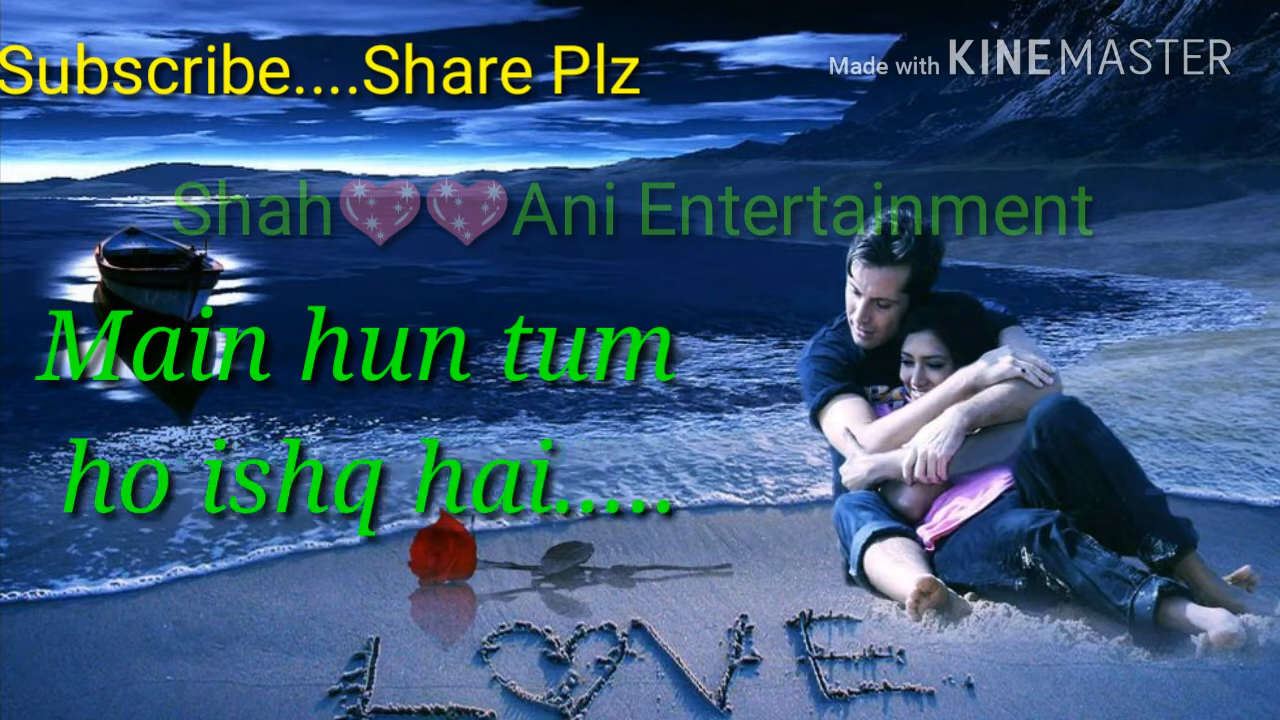 Subscribe....Share Plz
Made with KINEMASTER
Shah💖💖Ani Entertainment
Main hun tum
ho ishq hai.....
LOVE..